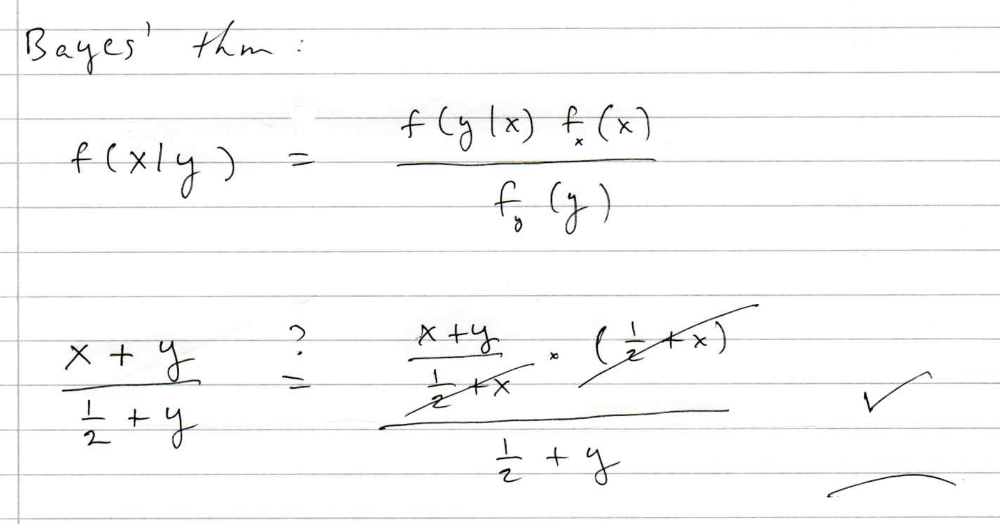 Bayes' thm:
f(x|y) = f(y|x) f_x(x) / f_y(y)
(x+y)/(1/2+y) ?= ((x+y)/(1/2+x) · (1/2+x)) / (1/2+y) ✓